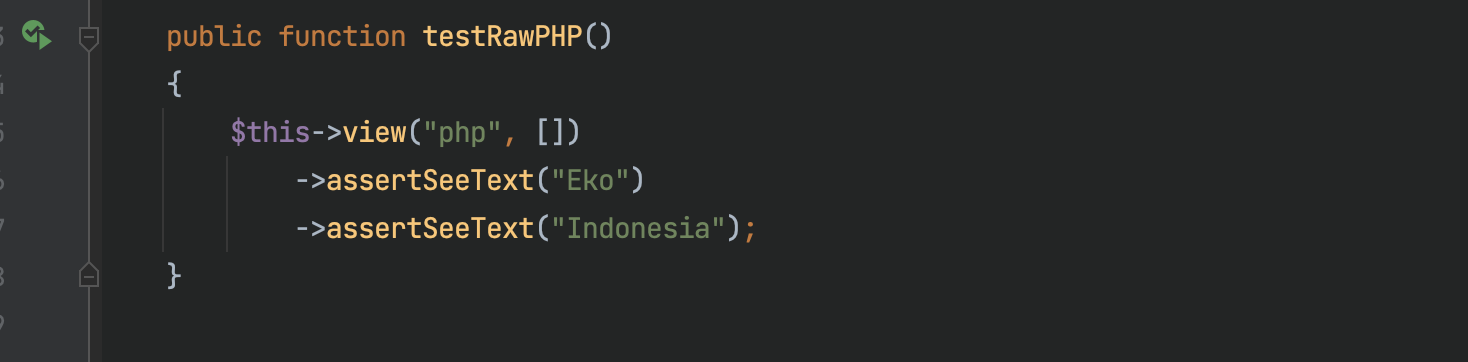 public function testRawPHP()
{
$this->view("php", [])
->assertSeeText("Eko")
->assertSeeText("Indonesia");
}